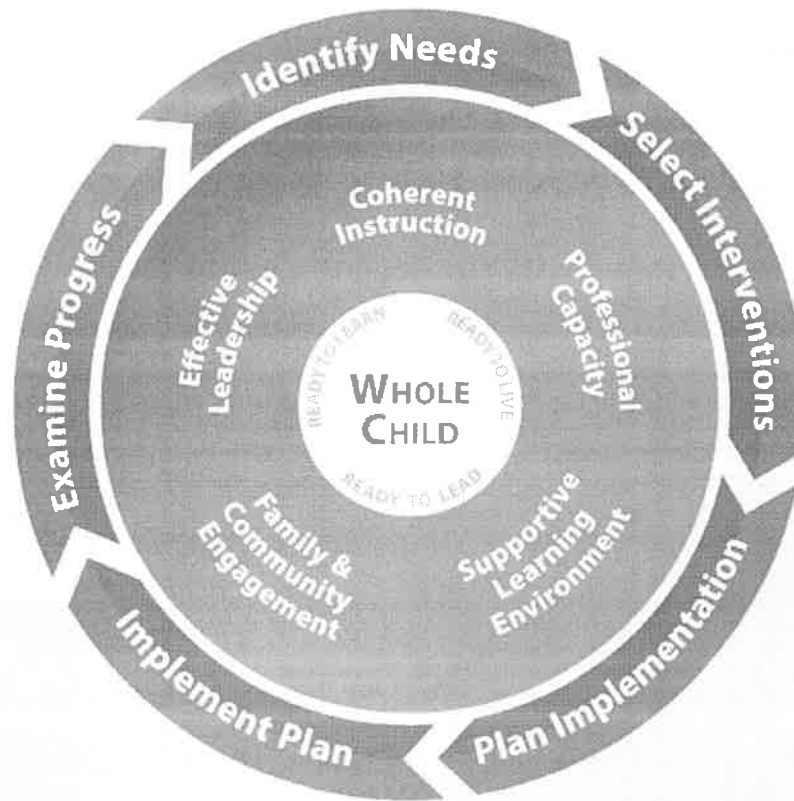 Identify Needs
Select Interventions
Plan Implementation
Implement Plan
Examine Progress
Coherent
Instruction
Professional
Capacity
Supportive
Learning
Environment
Family &
Community
Engagement
Effective
Leadership
READY TO LEARN
READY TO LIVE
READY TO LEAD
WHOLE
CHILD